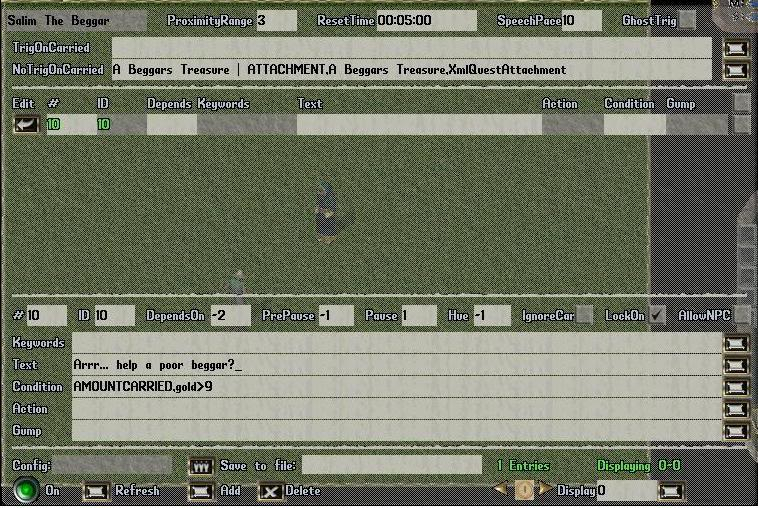 Salim The Beggar ProximityRange 3 ResetTime 00:05:00 SpeechPace 10 GhostTrig
TrigOnCarried
NoTrigOnCarried A Beggars Treasure | ATTACHMENT,A Beggars Treasure,XmlQuestAttachment
Edit # ID Depends Keywords Text Action Condition Gump
10 10
# 10 ID 10 DependsOn -2 PrePause -1 Pause 1 Hue -1 IgnoreCar LockOn AllowNPC
Keywords
Text Arrr... help a poor beggar?_
Condition AMOUNTCARRIED,gold>9
Action
Gump
Config: Save to file: 1 Entries Displaying 0-0
On Refresh Add Delete Display 0